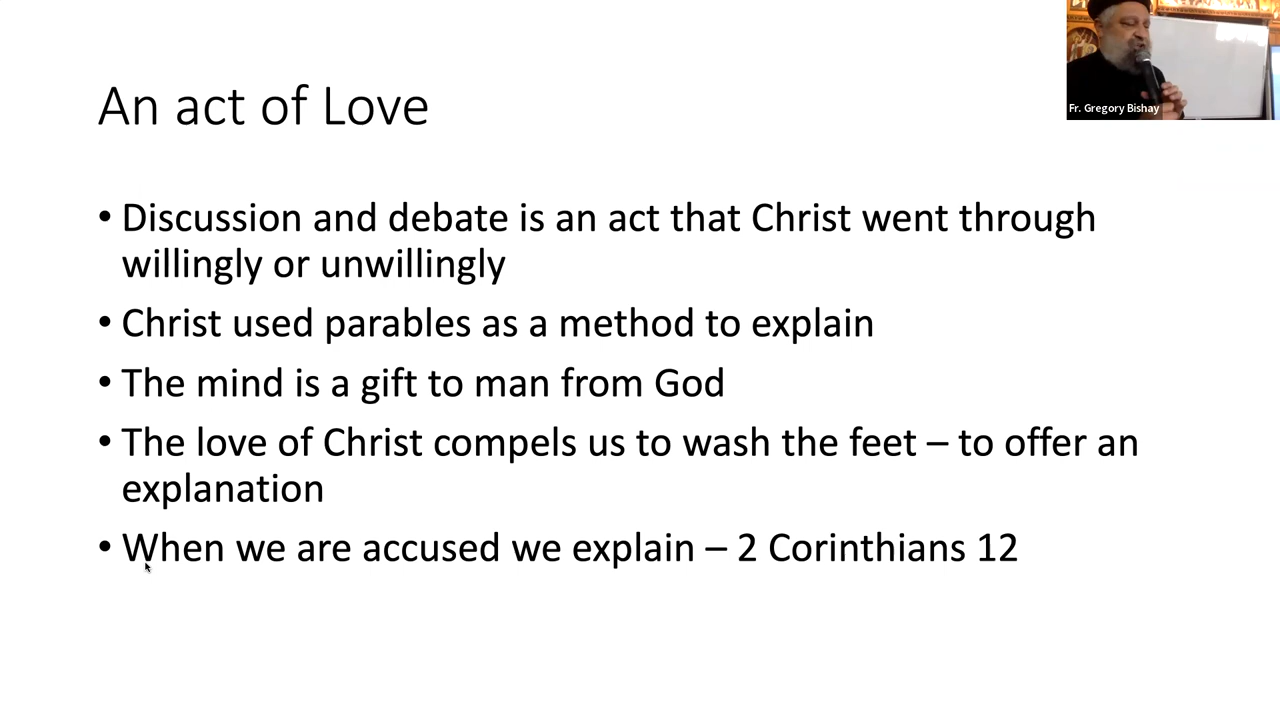 Fr. Gregory Bishay
An act of Love
• Discussion and debate is an act that Christ went through
willingly or unwillingly
• Christ used parables as a method to explain
• The mind is a gift to man from God
• The love of Christ compels us to wash the feet – to offer an
explanation
• When we are accused we explain – 2 Corinthians 12